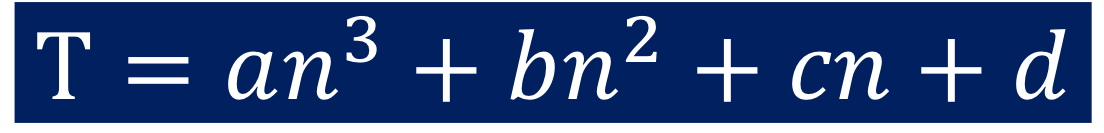 T = an³ + bn² + cn + d